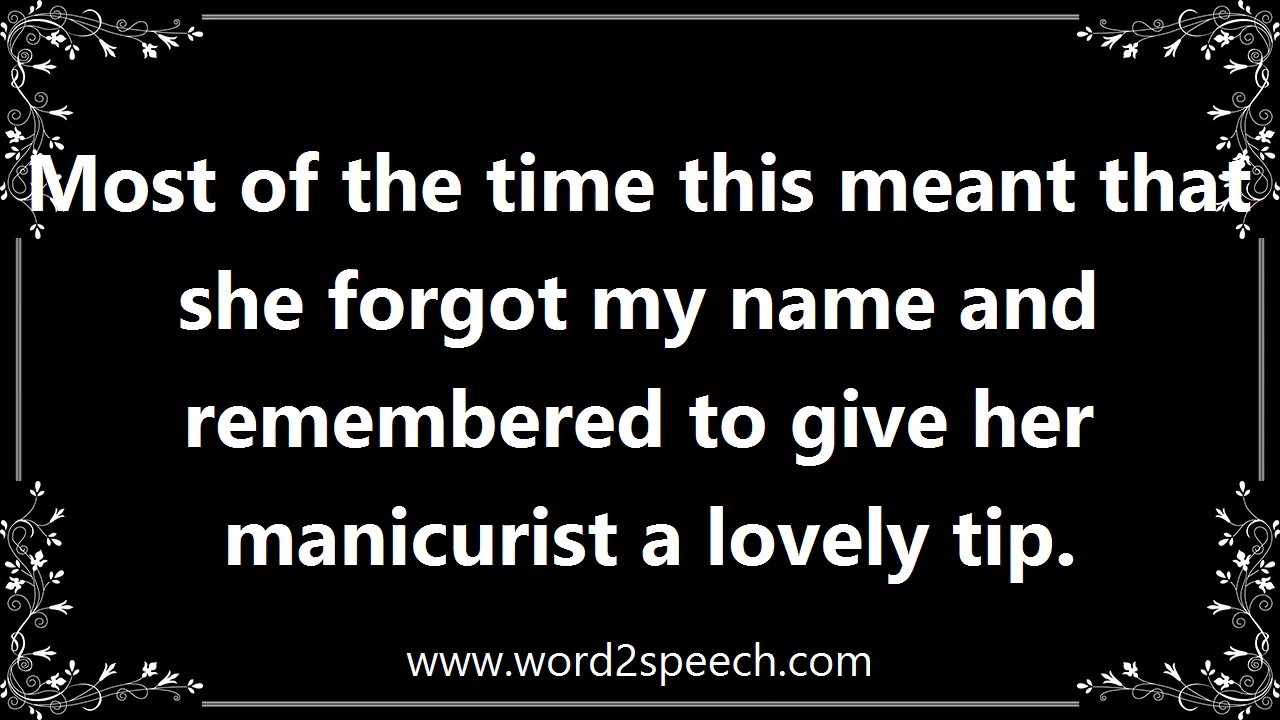 Most of the time this meant that
she forgot my name and
remembered to give her
manicurist a lovely tip.
www.word2speech.com